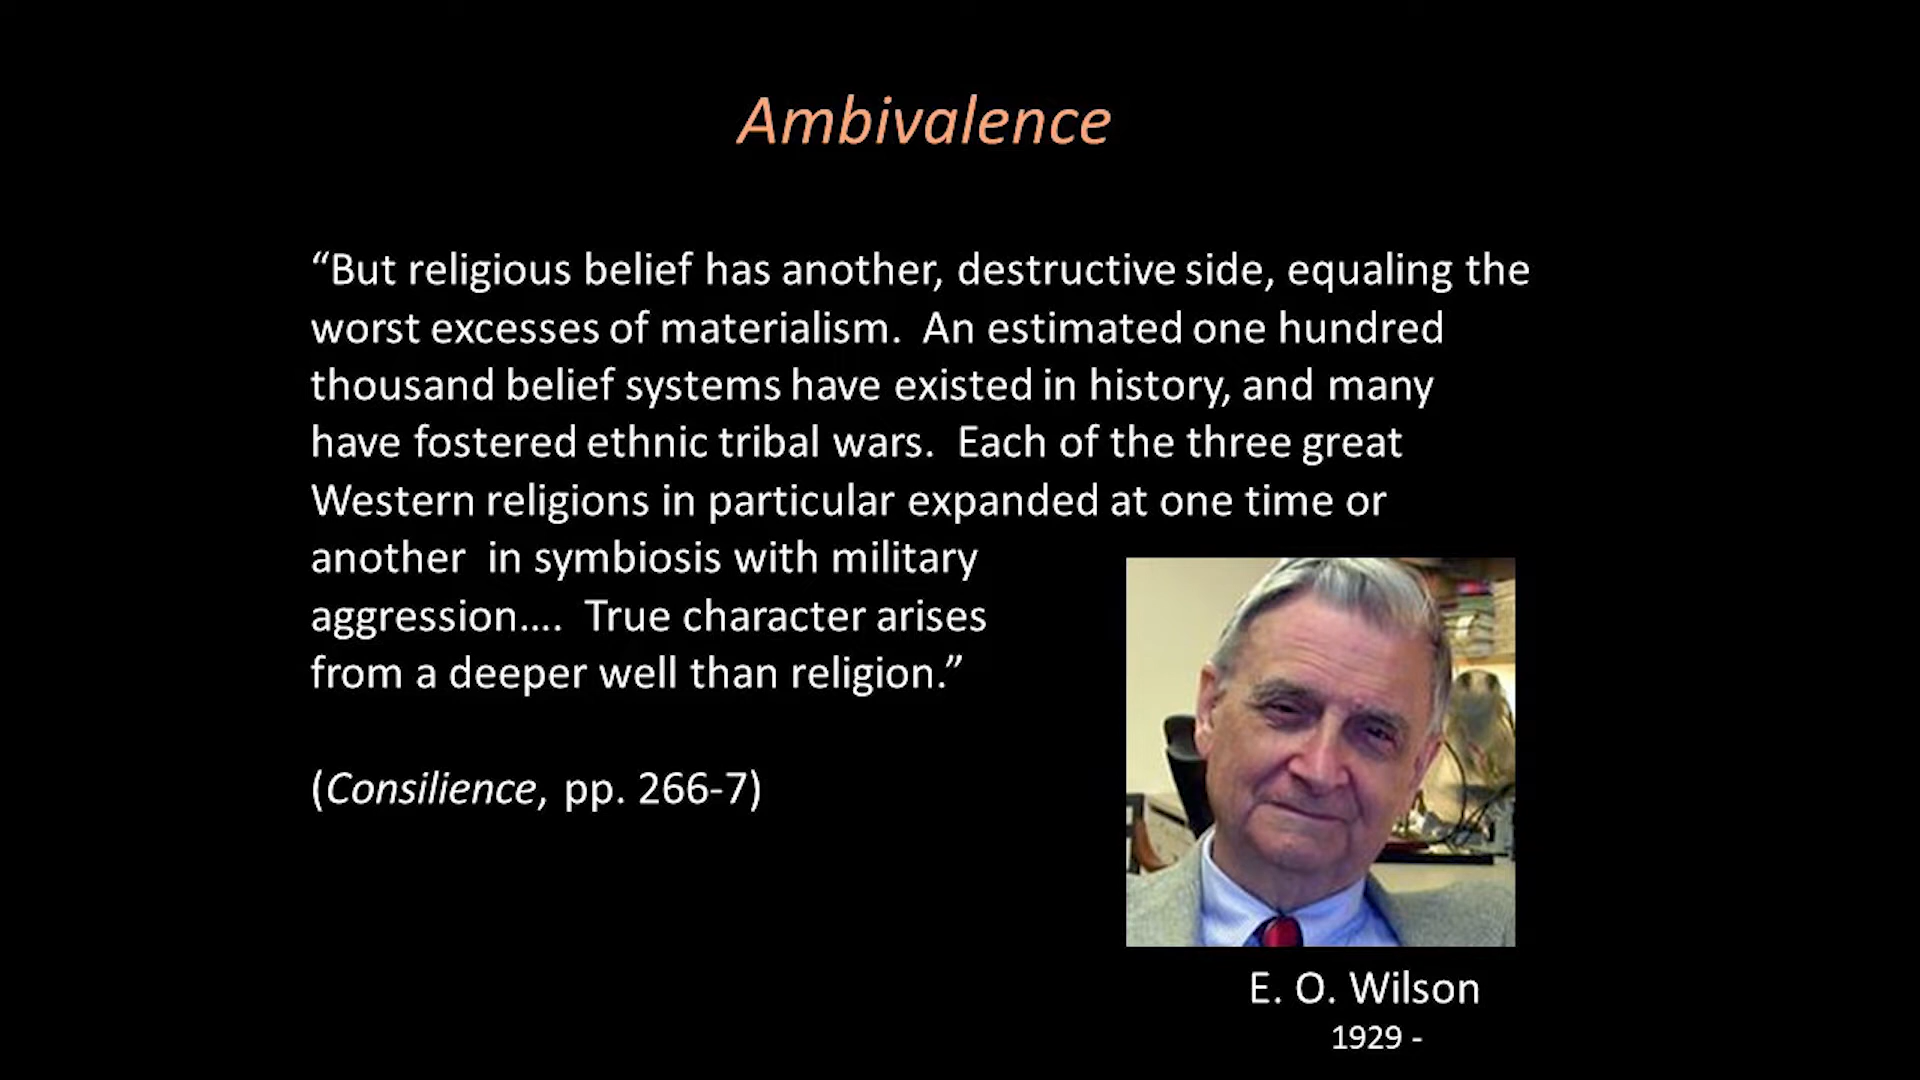 Ambivalence
“But religious belief has another, destructive side, equaling the
worst excesses of materialism.  An estimated one hundred
thousand belief systems have existed in history, and many
have fostered ethnic tribal wars.  Each of the three great
Western religions in particular expanded at one time or
another  in symbiosis with military
aggression….  True character arises
from a deeper well than religion.”
(Consilience, pp. 266-7)
E. O. Wilson
1929 -